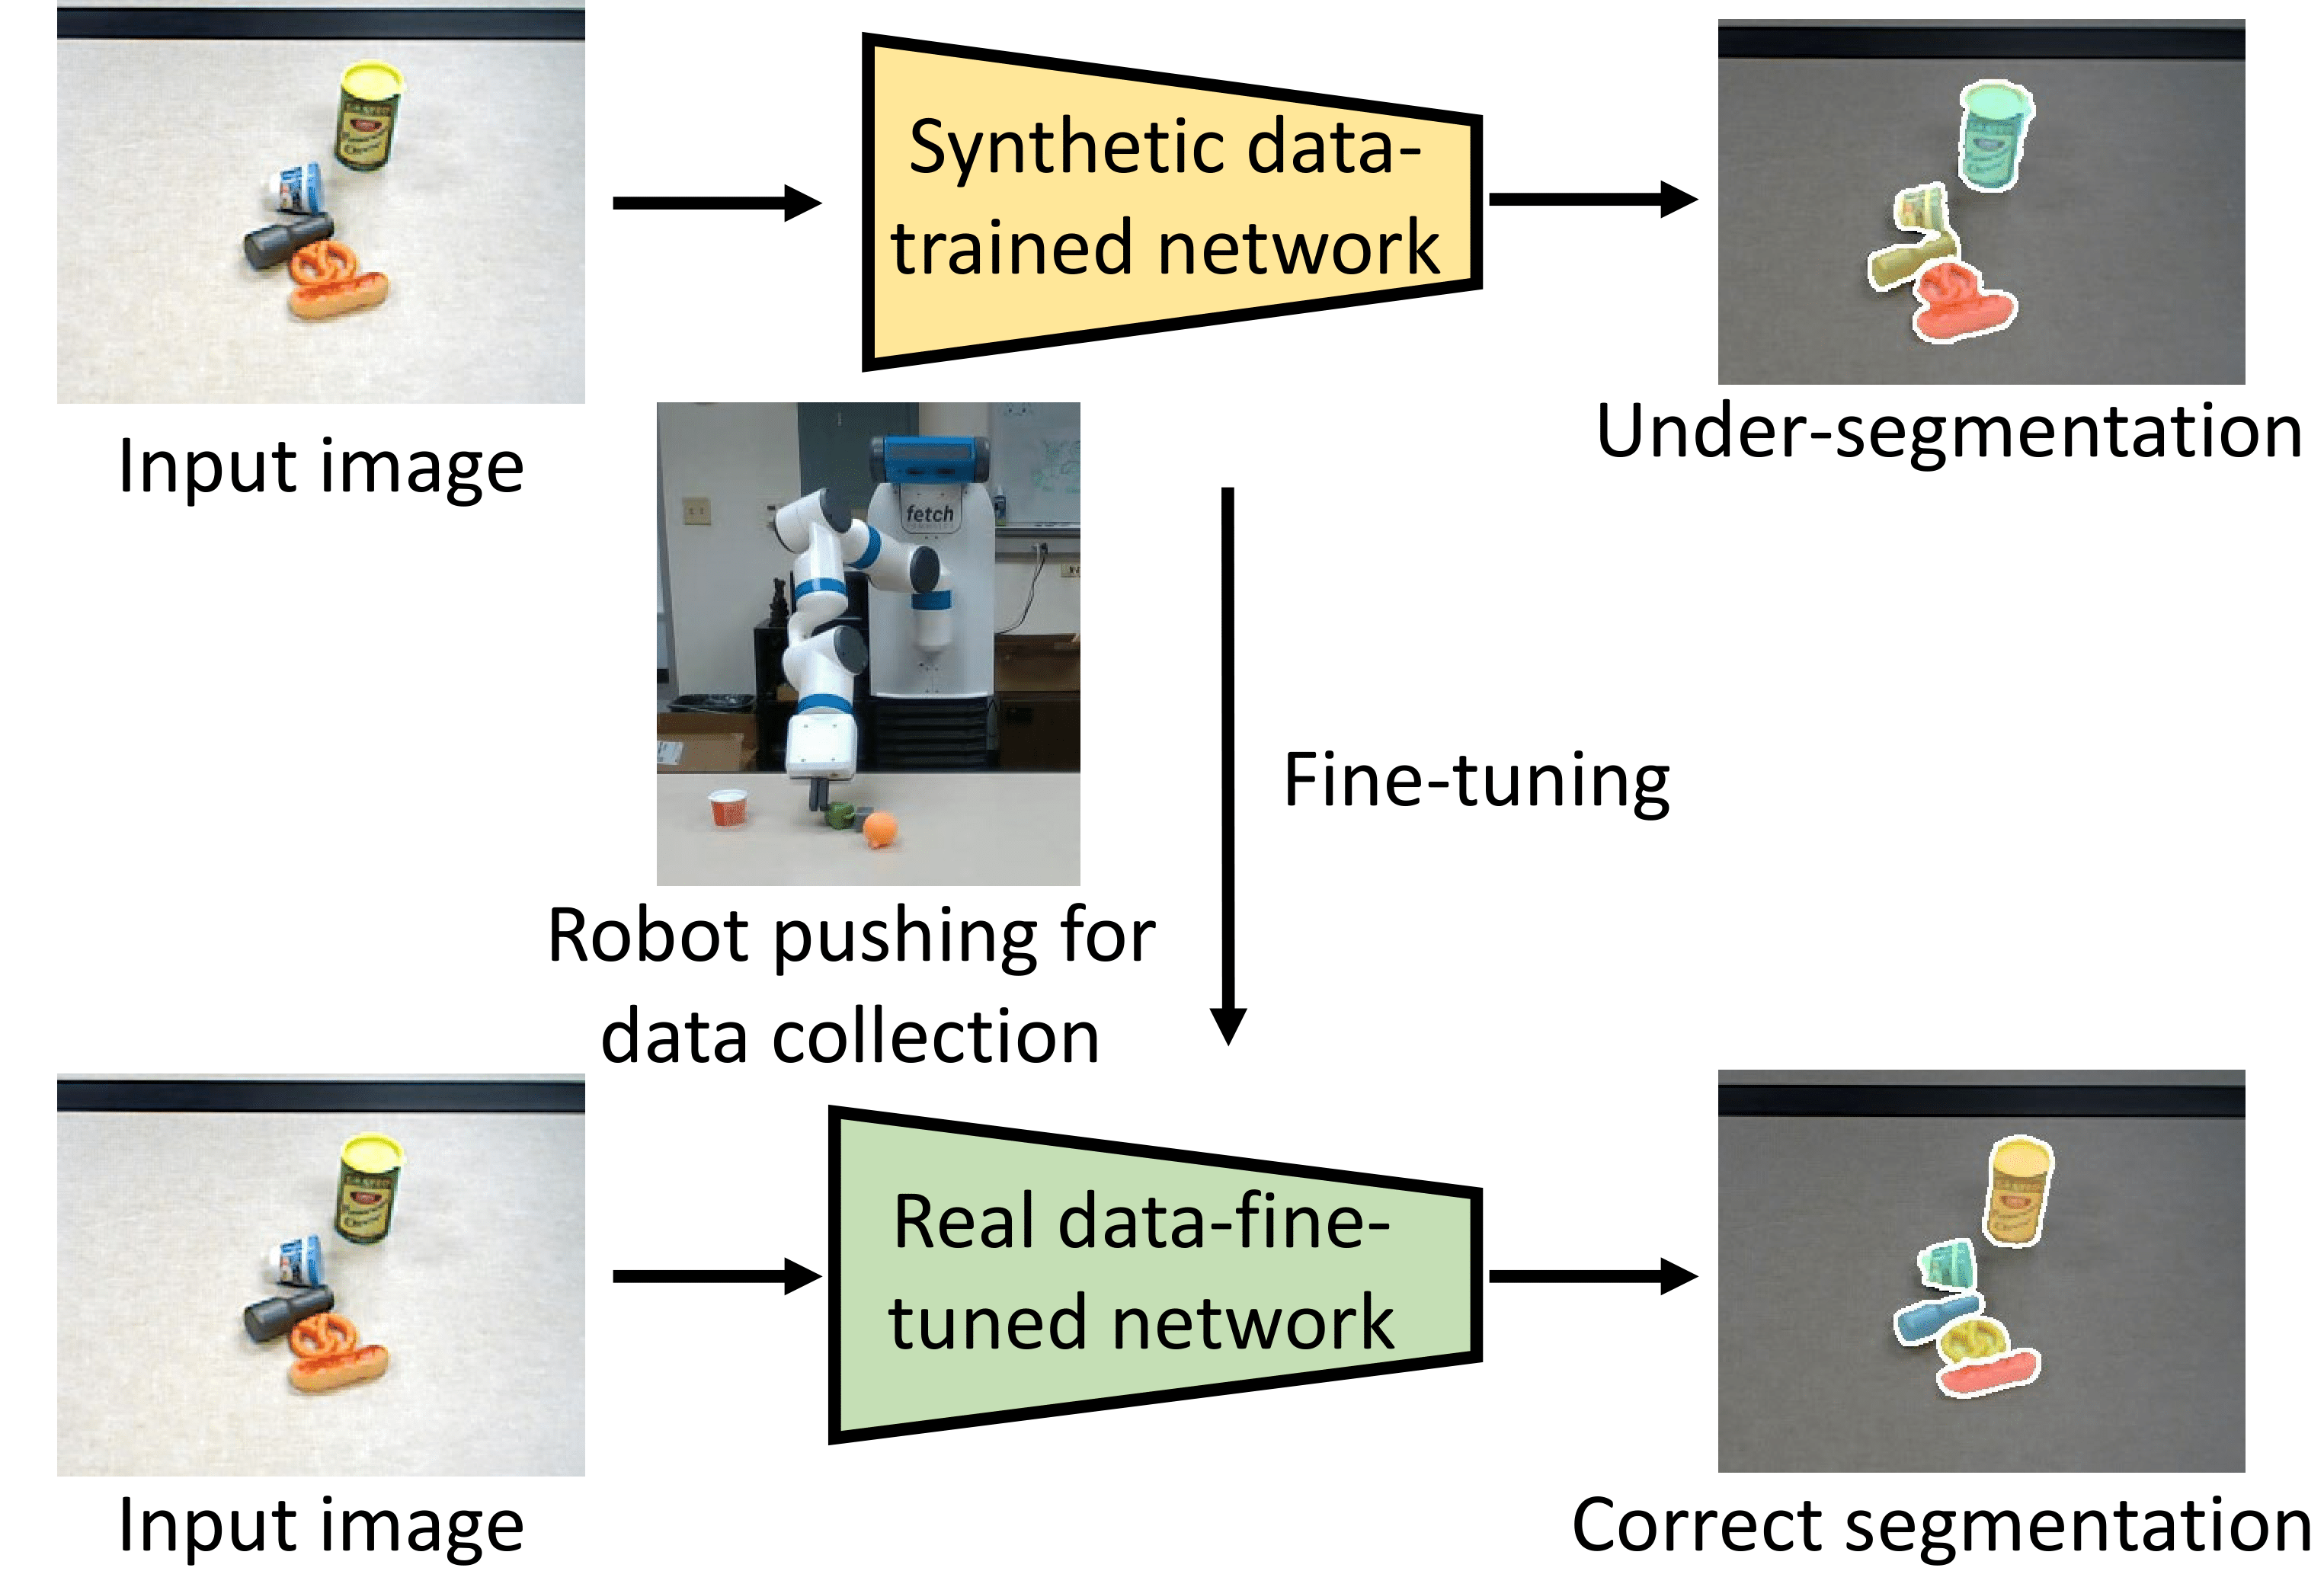 Synthetic data-
trained network
Under-segmentation
Input image
fetch
Fine-tuning
Robot pushing for
data collection
Real data-fine-
tuned network
Input image
Correct segmentation